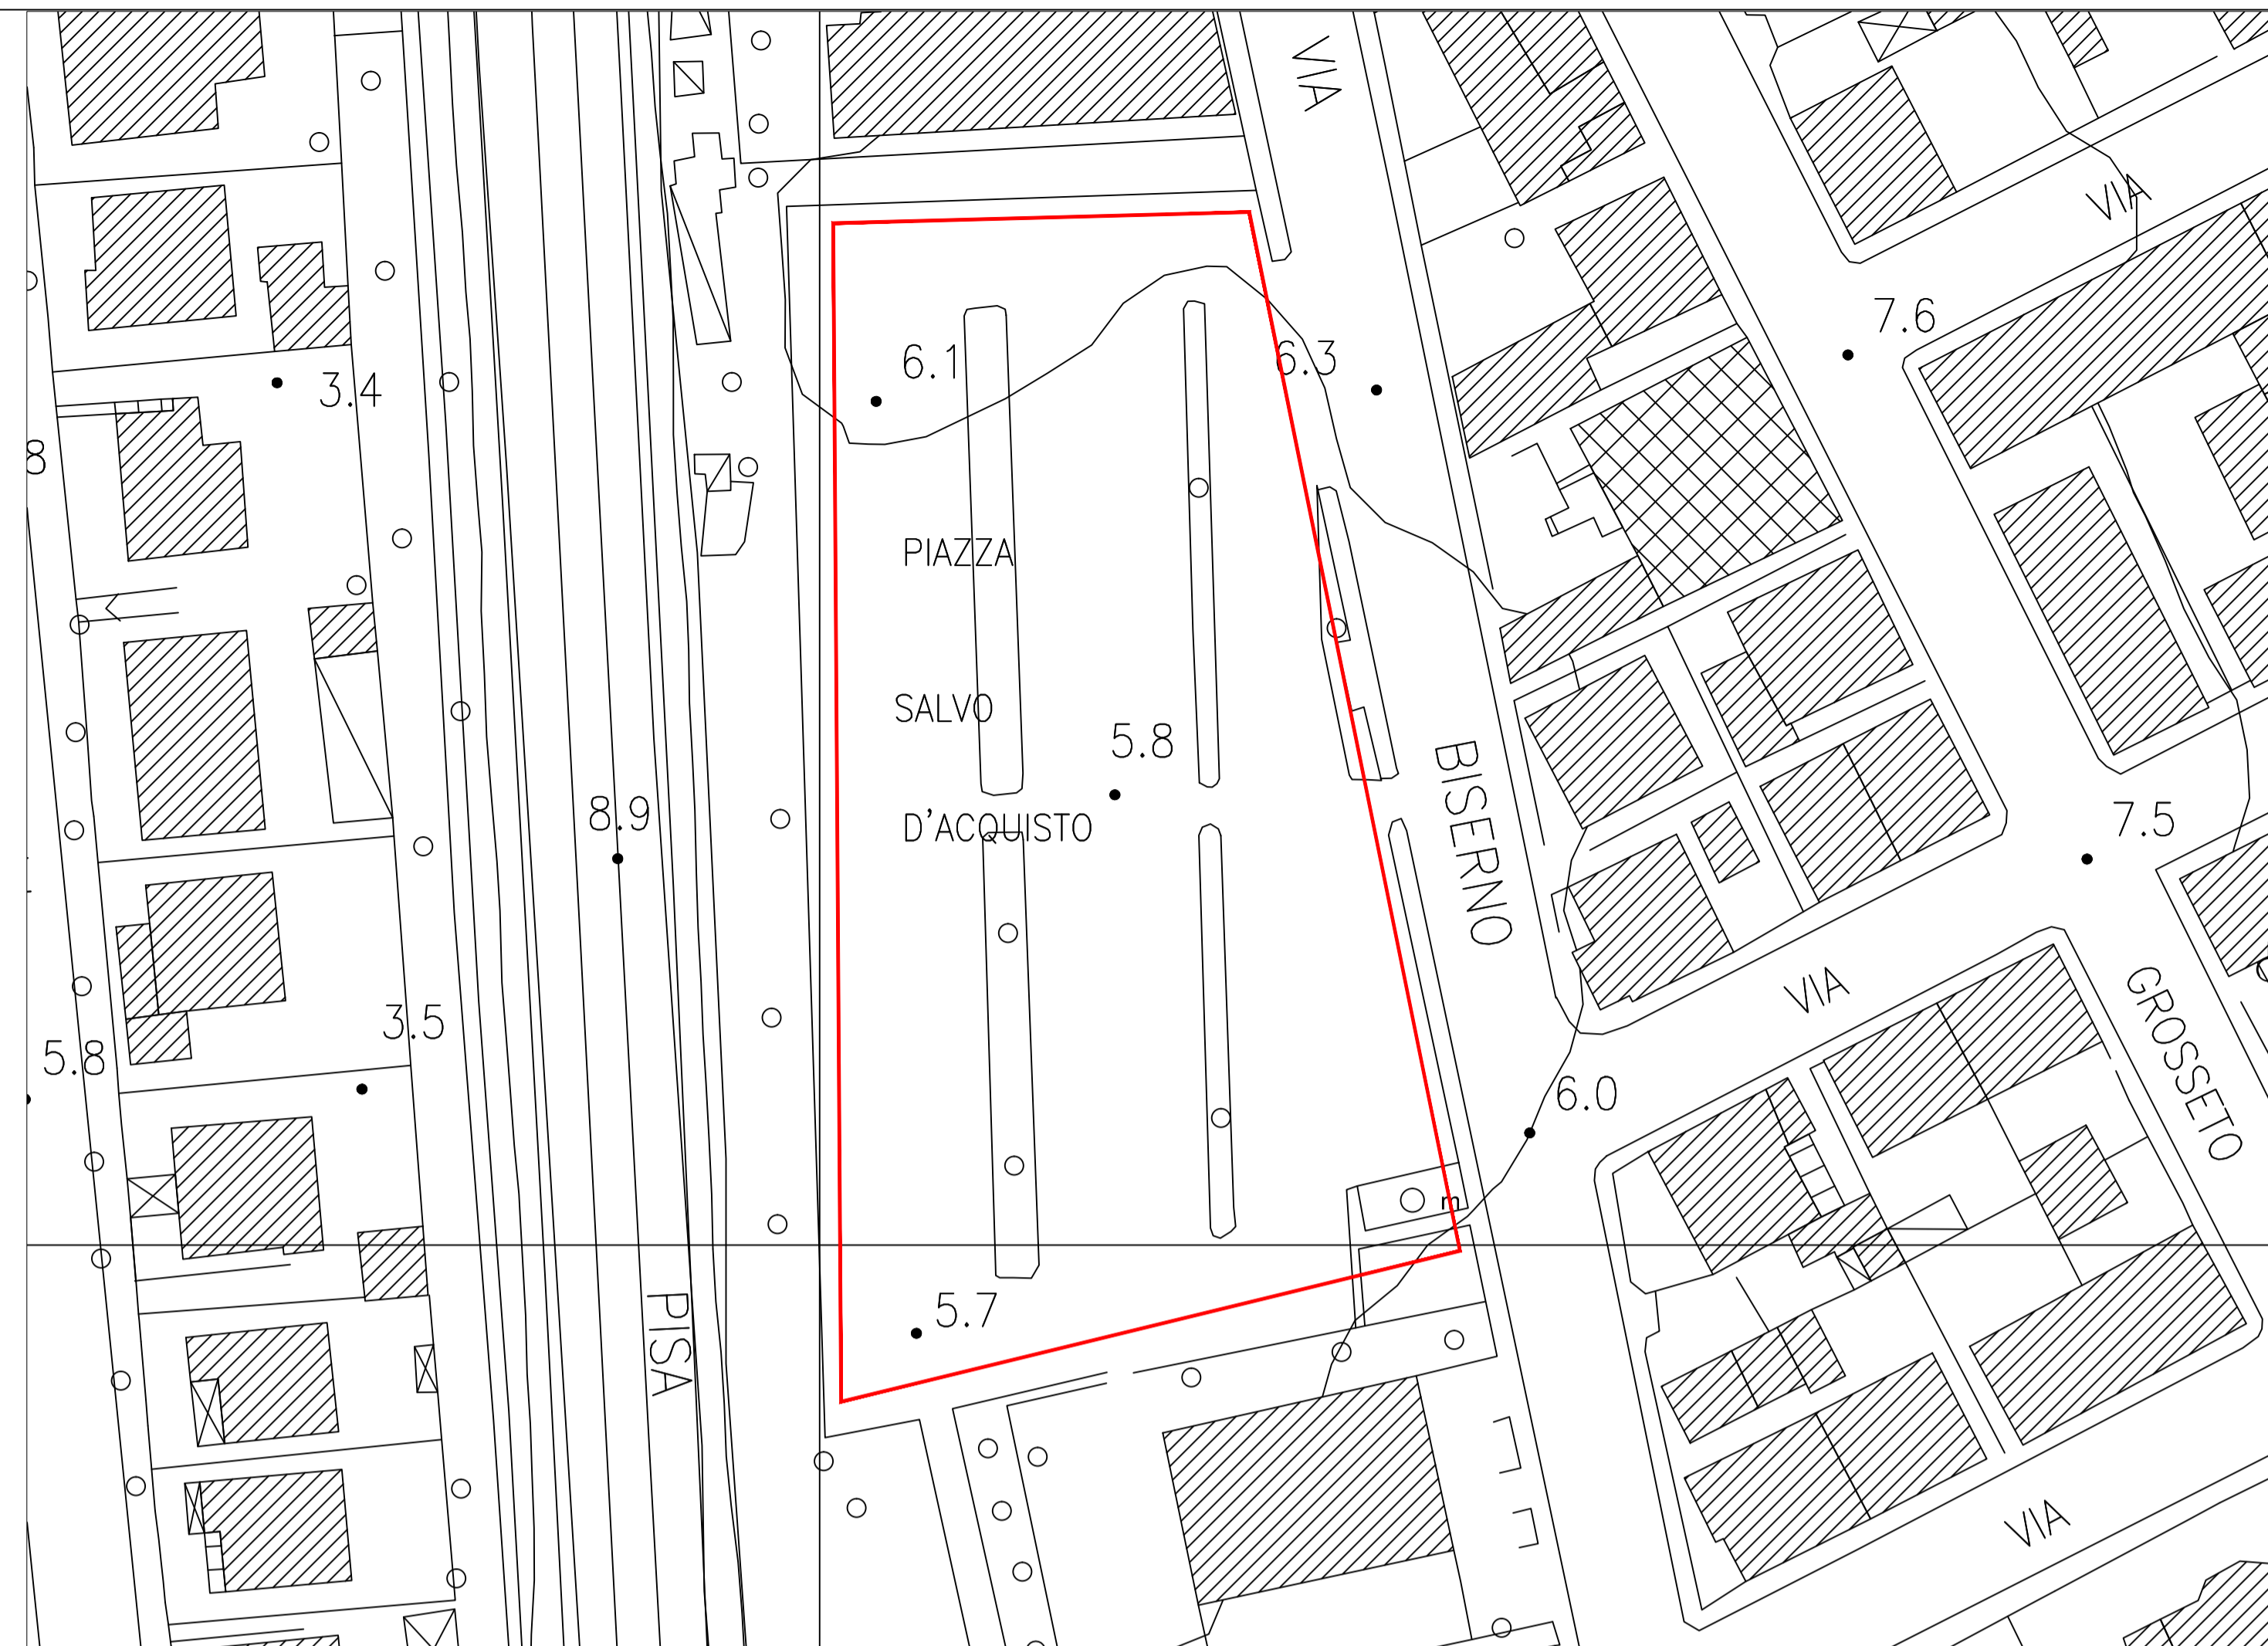 VIA
VIA
7.6
6.1
6.3
3.4
8
PIAZZA
SALVO
5.8
D'ACQUISTO
8.9
BISERNO
7.5
VIA
GROSSETO
3.5
5.8
6.0
m
5.7
PISA
VIA